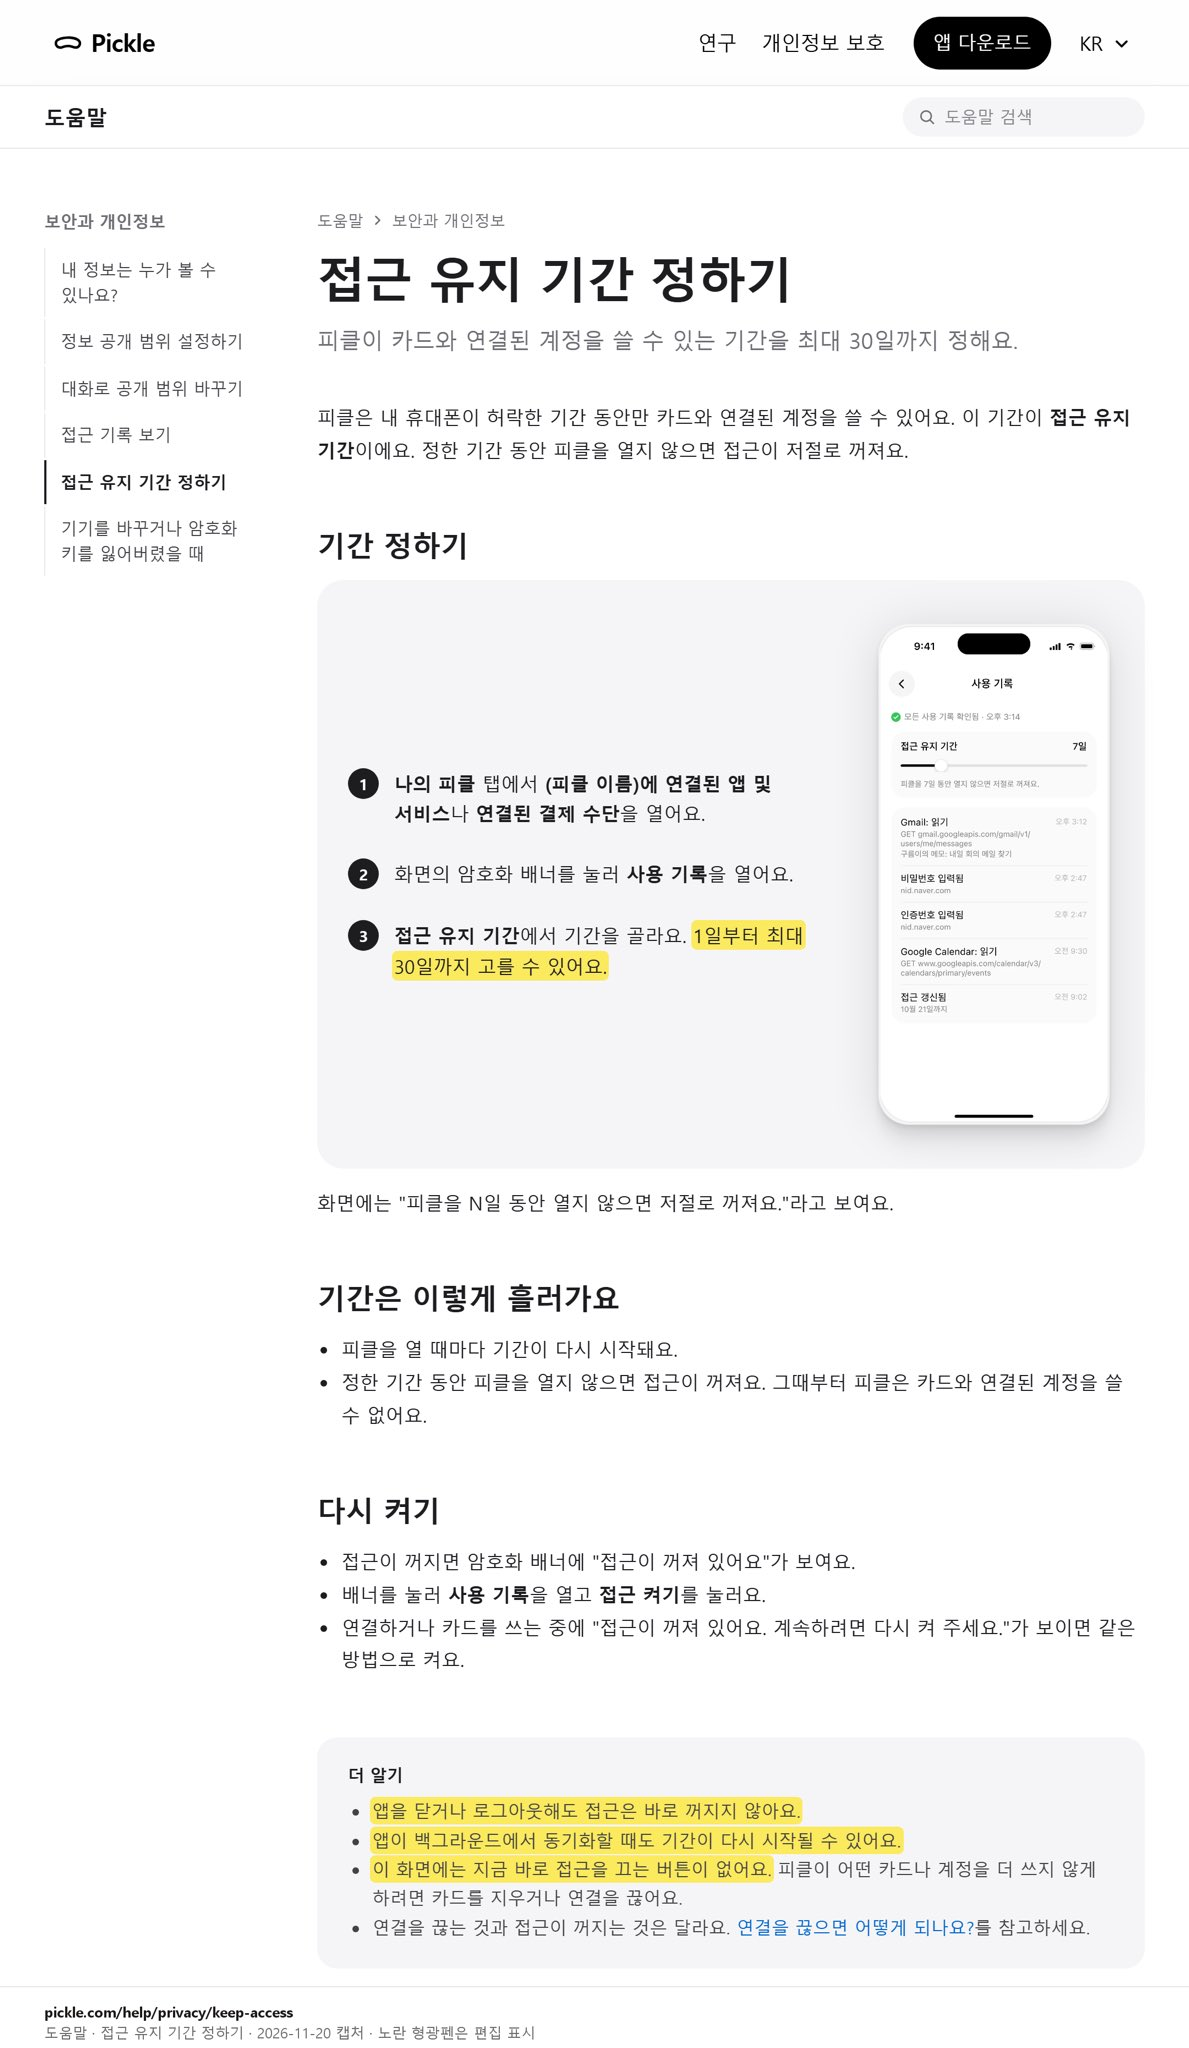 Pickle
연구
개인정보 보호
앱 다운로드
KR
도움말
도움말 검색
보안과 개인정보
내 정보는 누가 볼 수
있나요?
정보 공개 범위 설정하기
대화로 공개 범위 바꾸기
접근 기록 보기
접근 유지 기간 정하기
기기를 바꾸거나 암호화
키를 잃어버렸을 때
도움말 > 보안과 개인정보
접근 유지 기간 정하기
피클이 카드와 연결된 계정을 쓸 수 있는 기간을 최대 30일까지 정해요.
피클은 내 휴대폰이 허락한 기간 동안만 카드와 연결된 계정을 쓸 수 있어요. 이 기간이 접근 유지
기간이에요. 정한 기간 동안 피클을 열지 않으면 접근이 저절로 꺼져요.
기간 정하기
1 나의 피클 탭에서 (피클 이름)에 연결된 앱 및
서비스나 연결된 결제 수단을 열어요.
2 화면의 암호화 배너를 눌러 사용 기록을 열어요.
3 접근 유지 기간에서 기간을 골라요. 1일부터 최대
30일까지 고를 수 있어요.
9:41
사용 기록
모든 사용 기록 확인됨 · 오후 3:14
접근 유지 기간 7일
피클을 7일 동안 열지 않으면 저절로 꺼져요.
Gmail: 읽기 오후 3:12
GET gmail.googleapis.com/gmail/v1/
users/me/messages
구름이의 메모: 내일 회의 메일 찾기
비밀번호 입력됨 오후 2:47
nid.naver.com
인증번호 입력됨 오후 2:47
nid.naver.com
Google Calendar: 읽기 오전 9:30
GET www.googleapis.com/calendar/v3/
calendars/primary/events
접근 갱신됨 오전 9:02
10월 21일까지
화면에는 "피클을 N일 동안 열지 않으면 저절로 꺼져요."라고 보여요.
기간은 이렇게 흘러가요
• 피클을 열 때마다 기간이 다시 시작돼요.
• 정한 기간 동안 피클을 열지 않으면 접근이 꺼져요. 그때부터 피클은 카드와 연결된 계정을 쓸
수 없어요.
다시 켜기
• 접근이 꺼지면 암호화 배너에 "접근이 꺼져 있어요"가 보여요.
• 배너를 눌러 사용 기록을 열고 접근 켜기를 눌러요.
• 연결하거나 카드를 쓰는 중에 "접근이 꺼져 있어요. 계속하려면 다시 켜 주세요."가 보이면 같은
방법으로 켜요.
더 알기
• 앱을 닫거나 로그아웃해도 접근은 바로 꺼지지 않아요.
• 앱이 백그라운드에서 동기화할 때도 기간이 다시 시작될 수 있어요.
• 이 화면에는 지금 바로 접근을 끄는 버튼이 없어요. 피클이 어떤 카드나 계정을 더 쓰지 않게
하려면 카드를 지우거나 연결을 끊어요.
• 연결을 끊는 것과 접근이 꺼지는 것은 달라요. 연결을 끊으면 어떻게 되나요?를 참고하세요.
pickle.com/help/privacy/keep-access
도움말 · 접근 유지 기간 정하기 · 2026-11-20 캡처 · 노란 형광펜은 편집 표시